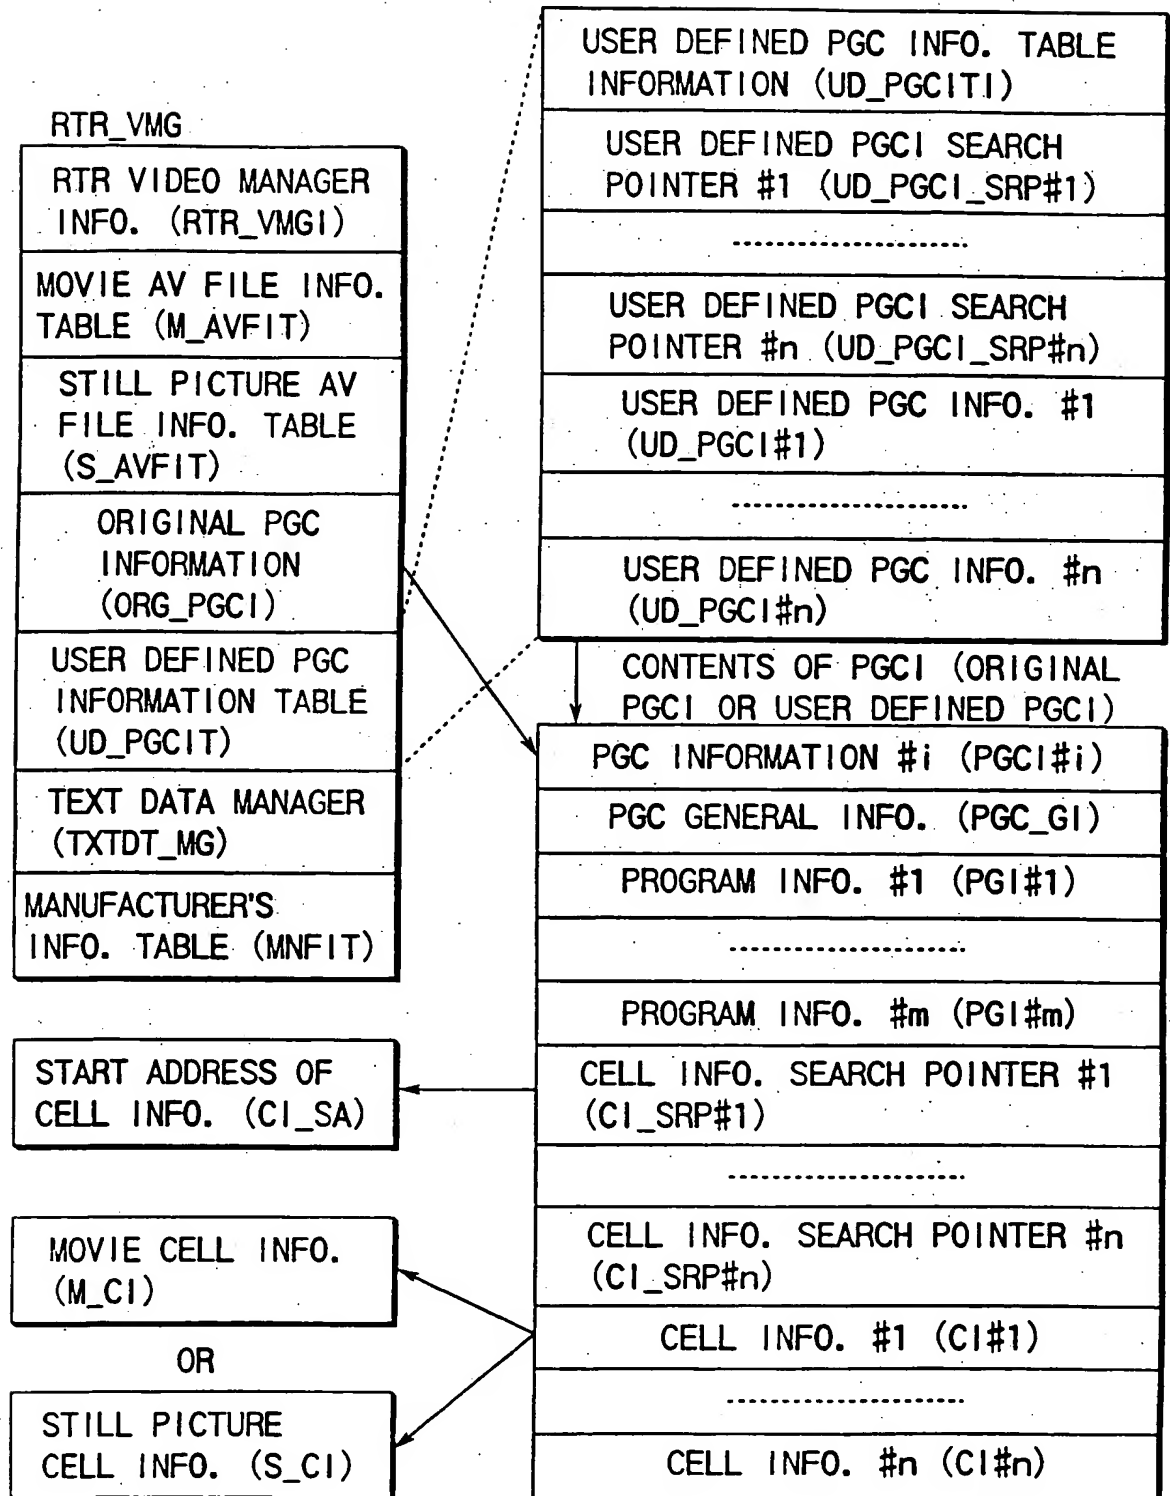 RTR_VMG
RTR VIDEO MANAGER
INFO. (RTR_VMGI)
MOVIE AV FILE INFO.
TABLE (M_AVFIT)
STILL PICTURE AV
FILE INFO. TABLE
(S_AVFIT)
ORIGINAL PGC
INFORMATION
(ORG_PGCI)
USER DEFINED PGC
INFORMATION TABLE
(UD_PGCIT)
TEXT DATA MANAGER
(TXTDT_MG)
MANUFACTURER'S
INFO. TABLE (MNFIT)
START ADDRESS OF
CELL INFO. (CI_SA)
MOVIE CELL INFO.
(M_CI)
OR
STILL PICTURE
CELL INFO. (S_CI)
USER DEFINED PGC INFO. TABLE
INFORMATION (UD_PGCITI)
USER DEFINED PGCI SEARCH
POINTER #1 (UD_PGCI_SRP#1)
USER DEFINED PGCI SEARCH
POINTER #n (UD_PGCI_SRP#n)
USER DEFINED PGC INFO. #1
(UD_PGCI#1)
USER DEFINED PGC INFO. #n
(UD_PGCI#n)
CONTENTS OF PGCI (ORIGINAL
PGCI OR USER DEFINED PGCI)
PGC INFORMATION #i (PGCI#i)
PGC GENERAL INFO. (PGC_GI)
PROGRAM INFO. #1 (PGI#1)
PROGRAM INFO. #m (PGI#m)
CELL INFO. SEARCH POINTER #1
(CI_SRP#1)
CELL INFO. SEARCH POINTER #n
(CI_SRP#n)
CELL INFO. #1 (CI#1)
CELL INFO. #n (CI#n)